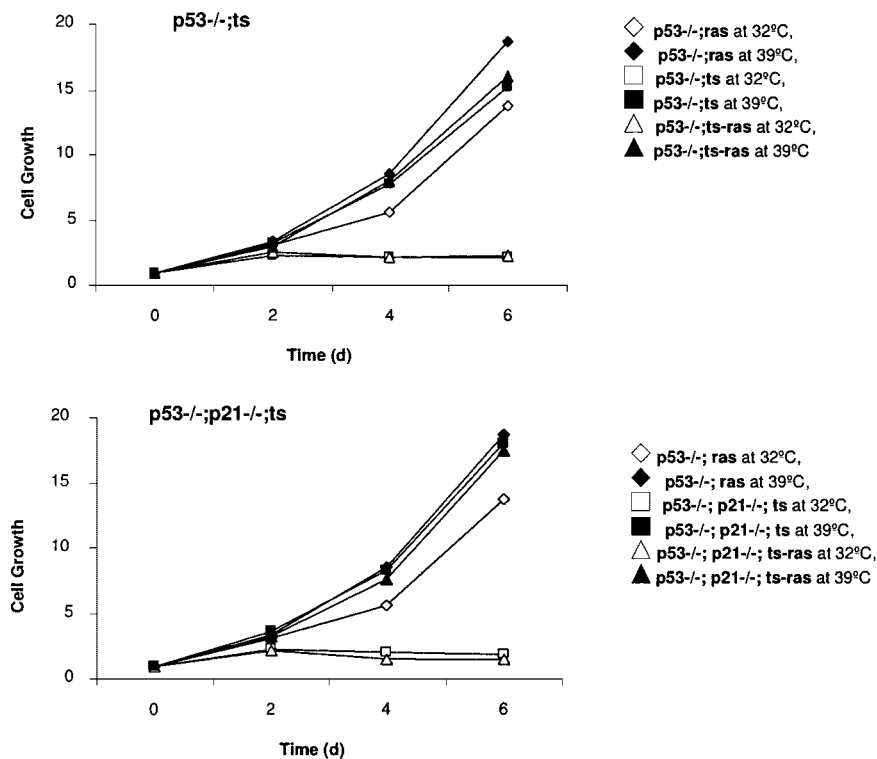 p53-/-;ts
20
15
10
5
0
Cell Growth
0 2 4 6
Time (d)
p53-/-;ras at 32ºC,
p53-/-;ras at 39ºC,
p53-/-;ts at 32ºC,
p53-/-;ts at 39ºC,
p53-/-;ts-ras at 32ºC,
p53-/-;ts-ras at 39ºC
p53-/-;p21-/-;ts
20
15
10
5
0
Cell Growth
0 2 4 6
Time (d)
p53-/-; ras at 32ºC,
p53-/-; ras at 39ºC,
p53-/-; p21-/-; ts at 32ºC,
p53-/-; p21-/-; ts at 39ºC,
p53-/-; p21-/-; ts-ras at 32ºC,
p53-/-; p21-/-; ts-ras at 39ºC